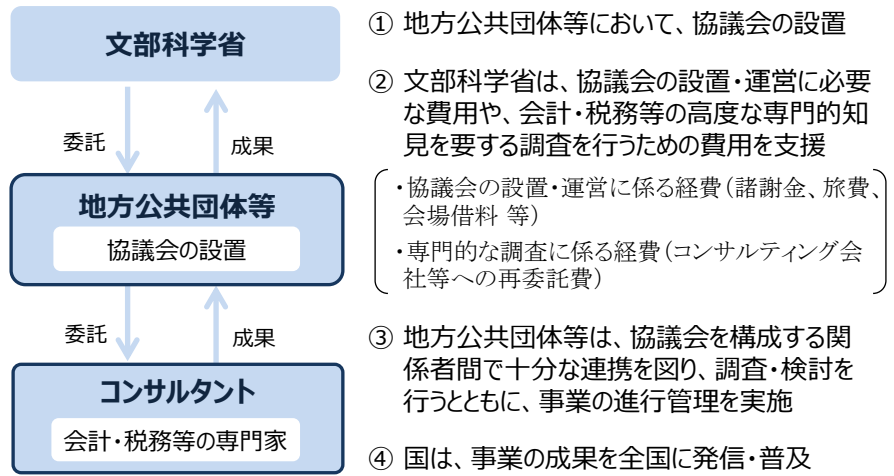 文部科学省
委託
成果
地方公共団体等
協議会の設置
委託
成果
コンサルタント
会計・税務等の専門家
① 地方公共団体等において、協議会の設置
② 文部科学省は、協議会の設置・運営に必要
な費用や、会計・税務等の高度な専門的知
見を要する調査を行うための費用を支援
・協議会の設置・運営に係る経費（諸謝金、旅費、
会場借料 等）
・専門的な調査に係る経費（コンサルティング会
社等への再委託費）
③ 地方公共団体等は、協議会を構成する関
係者間で十分な連携を図り、調査・検討を
行うとともに、事業の進行管理を実施
④ 国は、事業の成果を全国に発信・普及